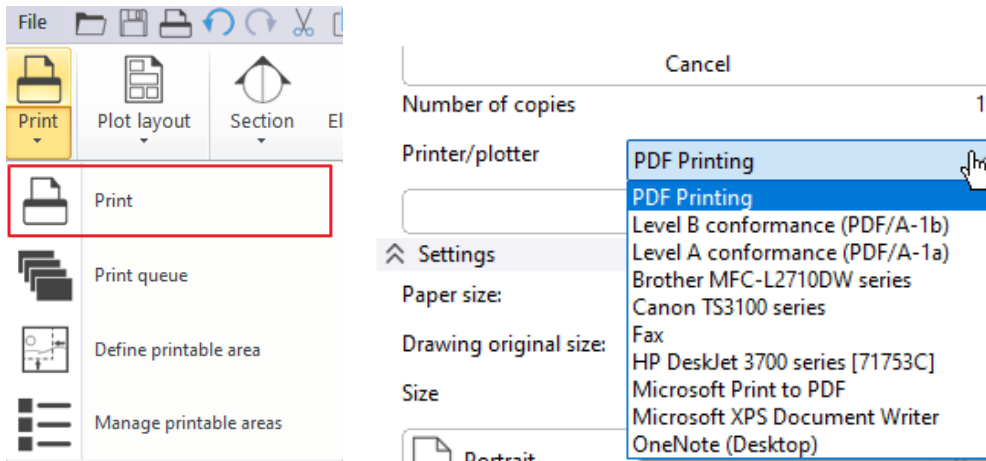 File
Print
Plot layout
Section
El
Print
Print queue
Define printable area
Manage printable areas
Cancel
Number of copies
1
Printer/plotter
PDF Printing
PDF Printing
Level B conformance (PDF/A-1b)
Level A conformance (PDF/A-1a)
Brother MFC-L2710DW series
Canon TS3100 series
Fax
HP DeskJet 3700 series [71753C]
Microsoft Print to PDF
Microsoft XPS Document Writer
OneNote (Desktop)
Settings
Paper size:
Drawing original size:
Size
Portrait